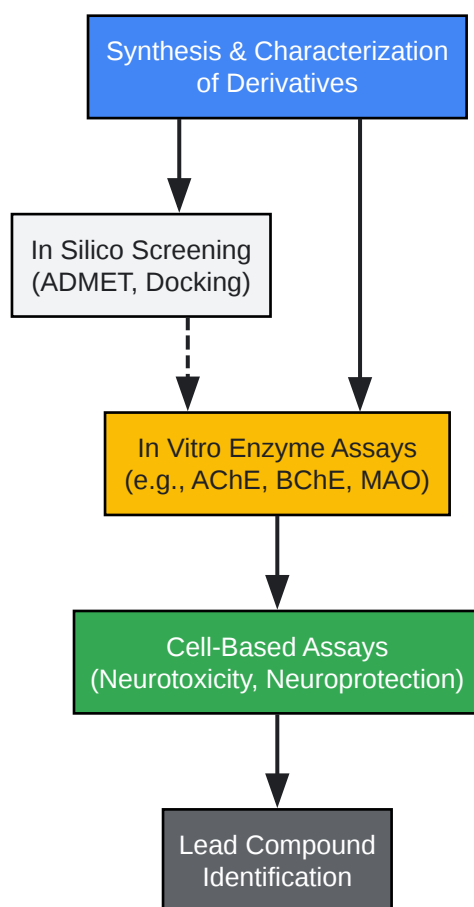 Synthesis & Characterization
of Derivatives
In Silico Screening
(ADMET, Docking)
In Vitro Enzyme Assays
(e.g., AChE, BChE, MAO)
Cell-Based Assays
(Neurotoxicity, Neuroprotection)
Lead Compound
Identification